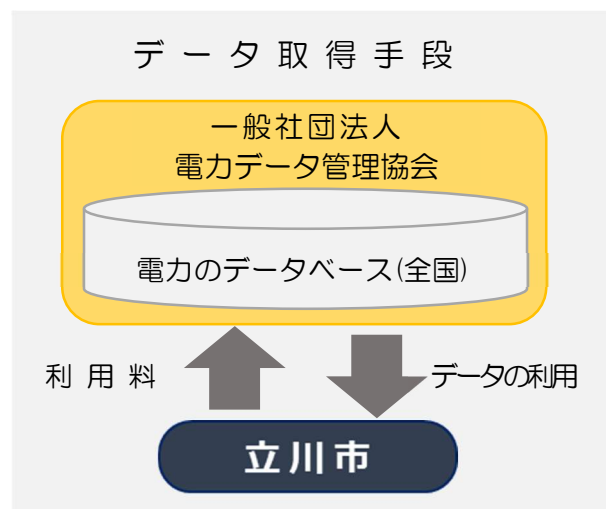 データ取得手段
一般社団法人
電力データ管理協会
電力のデータベース(全国)
利用料
データの利用
立川市